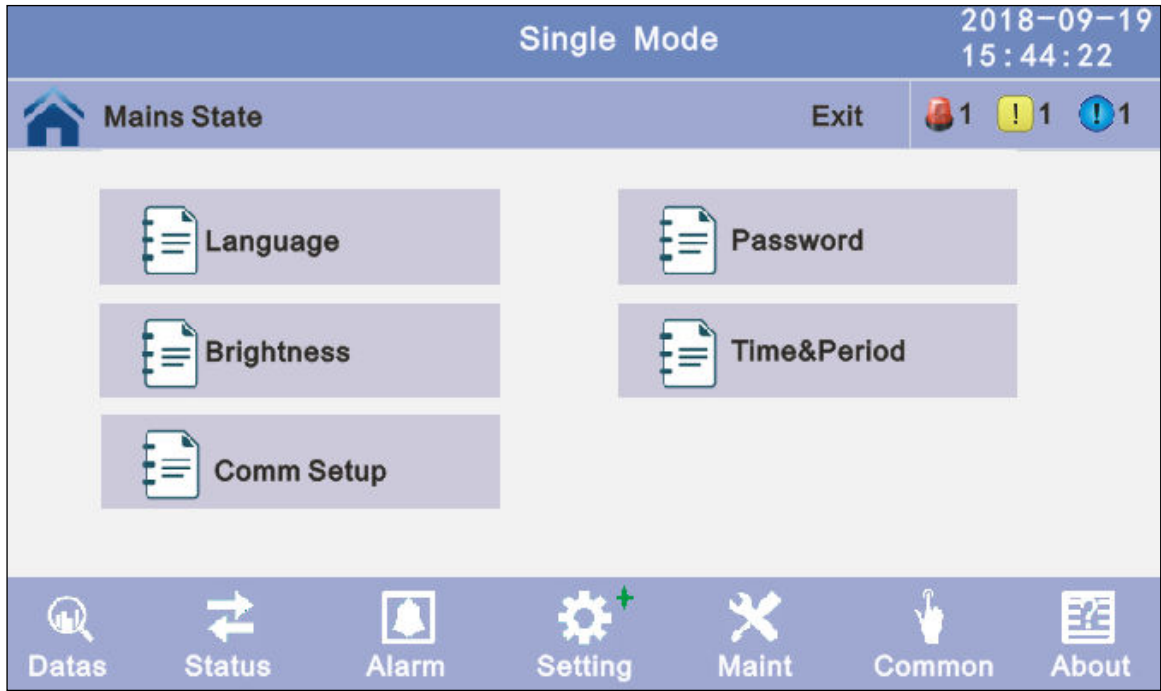 Single Mode
2018-09-19
15:44:22
Mains State
Exit
1
! 1
! 1
Language
Password
Brightness
Time&Period
Comm Setup
Datas
Status
Alarm
Setting
Maint
Common
About